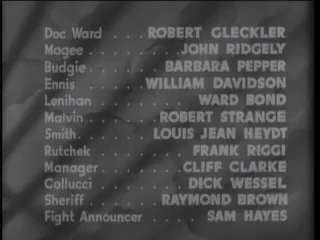 Doc Ward . . . ROBERT GLECKLER
Magee . . . . . . . . JOHN RIDGELY
Budgie . . . . . . BARBARA PEPPER
Ennis . . . . . WILLIAM DAVIDSON
Lenihan . . . . . . . WARD BOND
Malvin . . . . . ROBERT STRANGE
Smith . . . . . LOUIS JEAN HEYDT
Rutchek . . . . . . . FRANK RIGGI
Manager . . . . . . CLIFF CLARKE
Collucci . . . . . . . DICK WESSEL
Sheriff . . . . . RAYMOND BROWN
Fight Announcer . . . . SAM HAYES